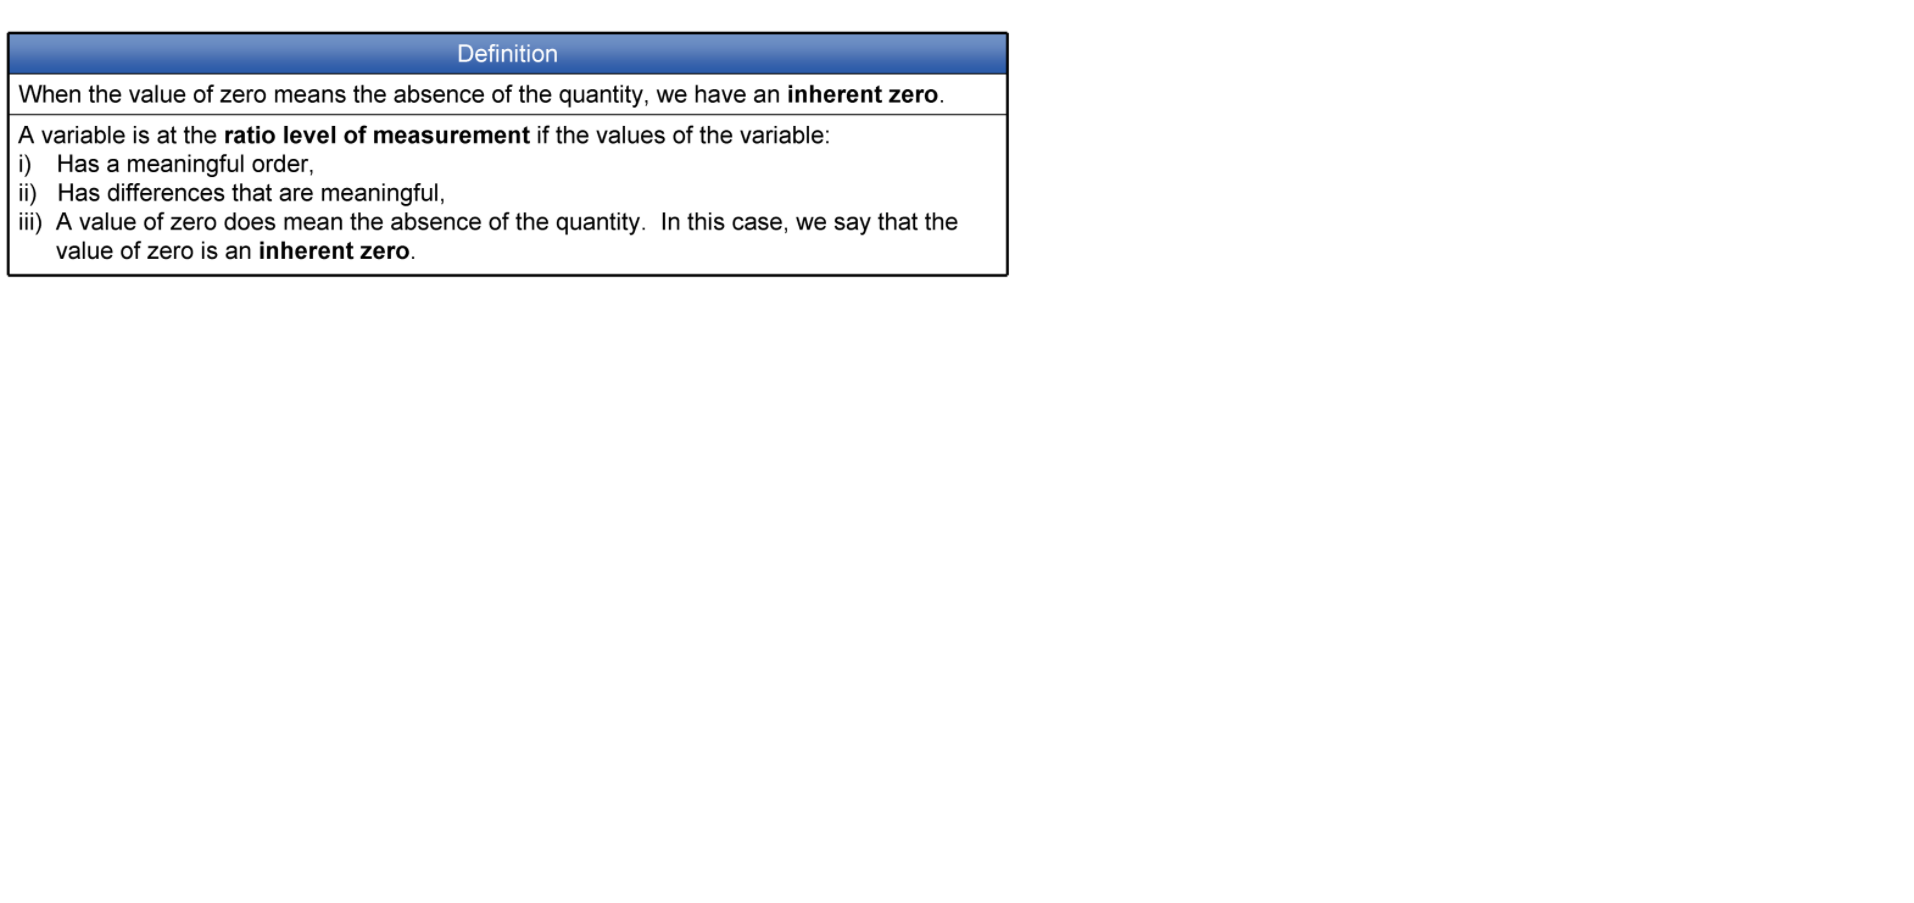 Definition
When the value of zero means the absence of the quantity, we have an inherent zero.
A variable is at the ratio level of measurement if the values of the variable:
i) Has a meaningful order,
ii) Has differences that are meaningful,
iii) A value of zero does mean the absence of the quantity. In this case, we say that the
value of zero is an inherent zero.